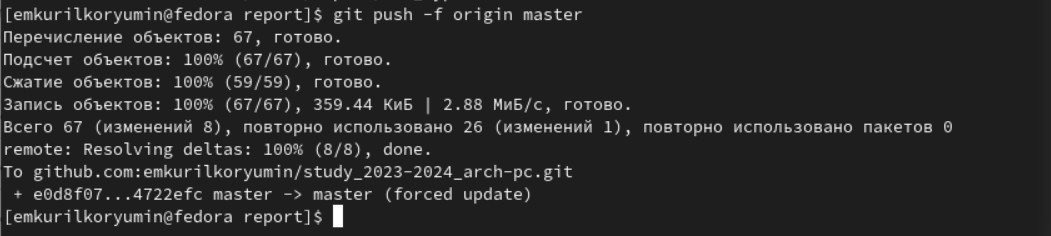 [emkurilkoryumin@fedora report]$ git push -f origin master
Перечисление объектов: 67, готово.
Подсчет объектов: 100% (67/67), готово.
Сжатие объектов: 100% (59/59), готово.
Запись объектов: 100% (67/67), 359.44 КиБ | 2.88 МиБ/с, готово.
Всего 67 (изменений 8), повторно использовано 26 (изменений 1), повторно использовано пакетов 0
remote: Resolving deltas: 100% (8/8), done.
To github.com:emkurilkoryumin/study_2023-2024_arch-pc.git
 + e0d8f07...4722efc master -> master (forced update)
[emkurilkoryumin@fedora report]$